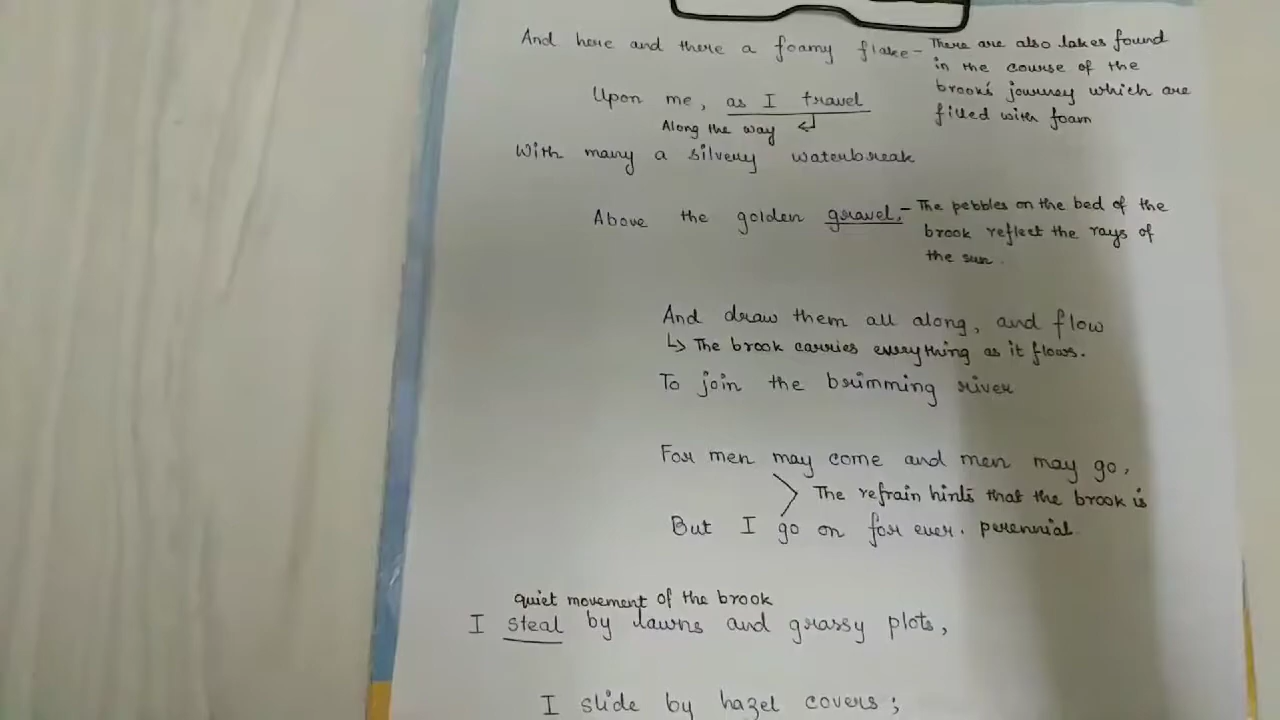 And here and there a foamy flake - There are also lakes found
in the course of the
brook's journey which are
filled with foam
Upon me, as I travel
Along the way
With many a silvery waterbreak
Above the golden gravel, - The pebbles on the bed of the
brook reflect the rays of
the sun.
And draw them all along, and flow
↳ The brook carries everything as it flows.
To join the brimming river
For men may come and men may go,
The refrain hints that the brook is
But I go on for ever. perennial
quiet movement of the brook
I steal by lawns and grassy plots,
I slide by hazel covers;